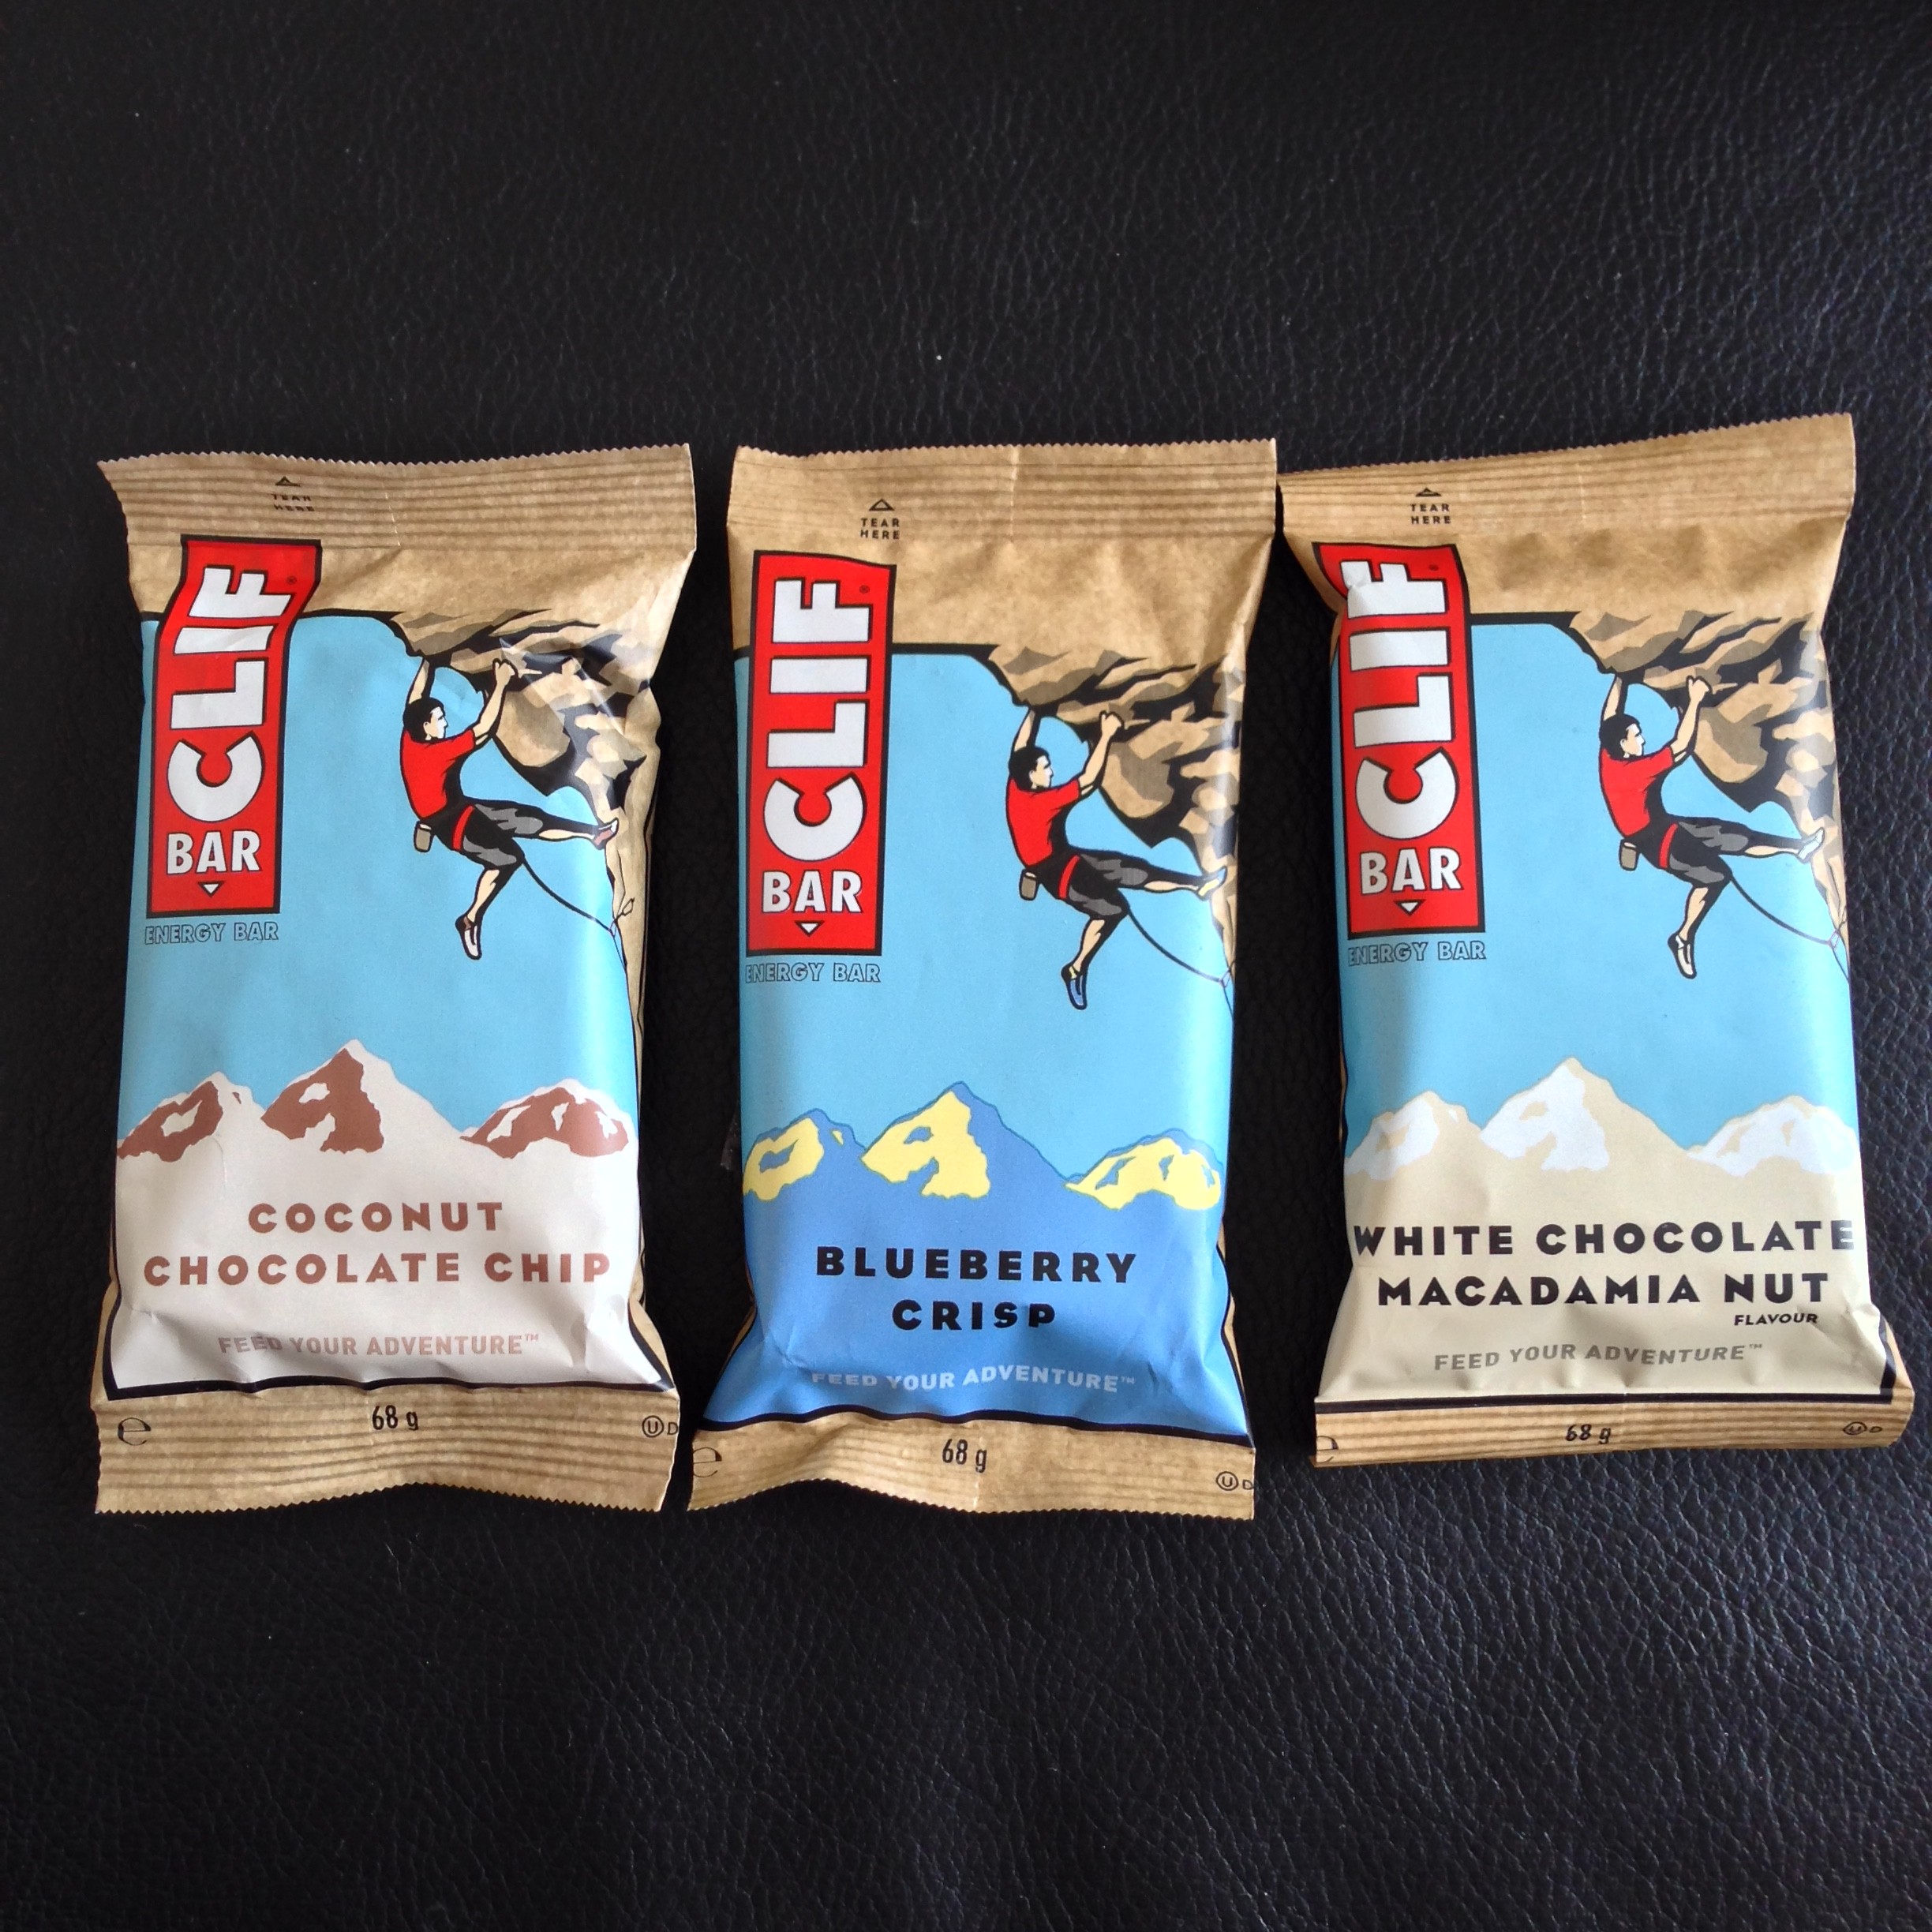 TEAR
HERE
CLIF®
BAR
ENERGY BAR
COCONUT
CHOCOLATE CHIP
FEED YOUR ADVENTURE™
e 68 g U D
TEAR
HERE
CLIF®
BAR
ENERGY BAR
BLUEBERRY
CRISP
FEED YOUR ADVENTURE™
e 68 g U D
TEAR
HERE
CLIF®
BAR
ENERGY BAR
WHITE CHOCOLATE
MACADAMIA NUT
FLAVOUR
FEED YOUR ADVENTURE™
e 68 g U D